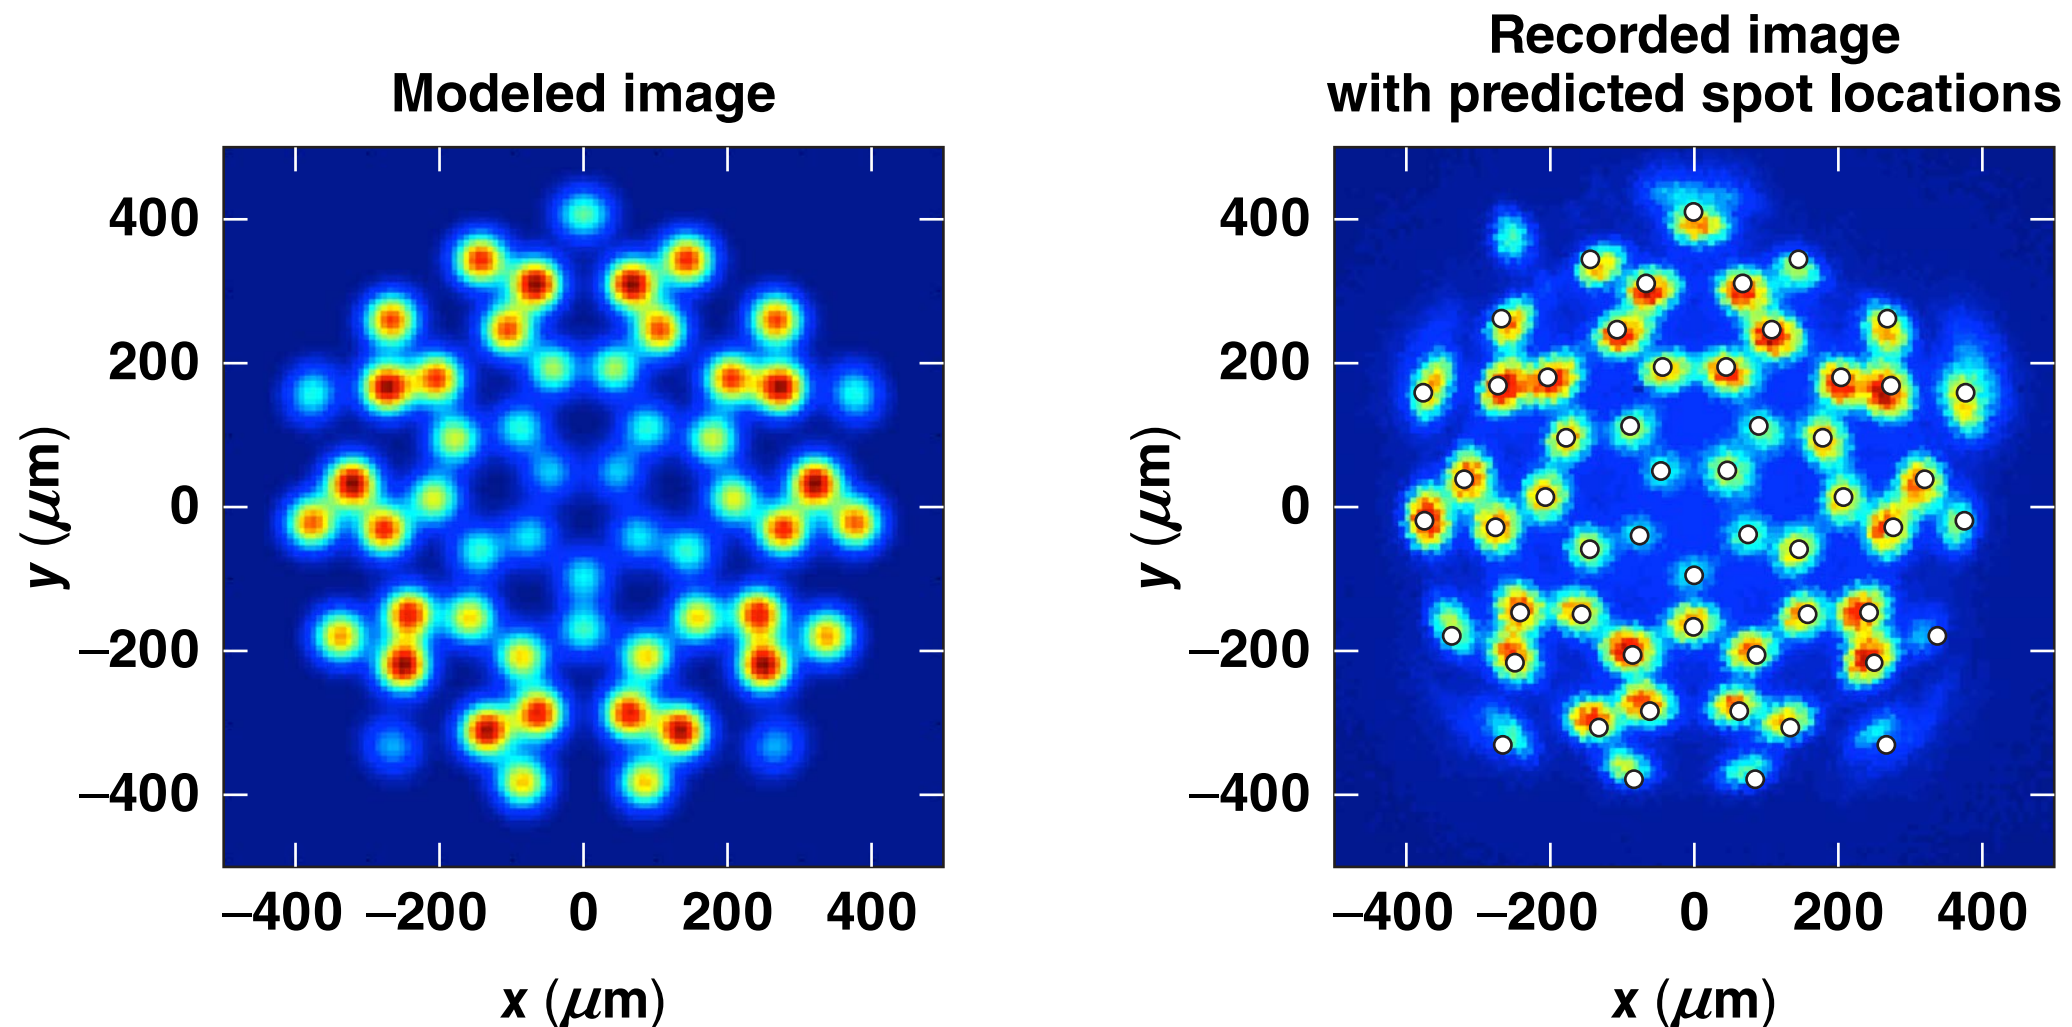 Modeled image
Recorded image
with predicted spot locations
400
200
0
–200
–400
y (μm)
–400 –200 0 200 400
x (μm)
400
200
0
–200
–400
y (μm)
–400 –200 0 200 400
x (μm)